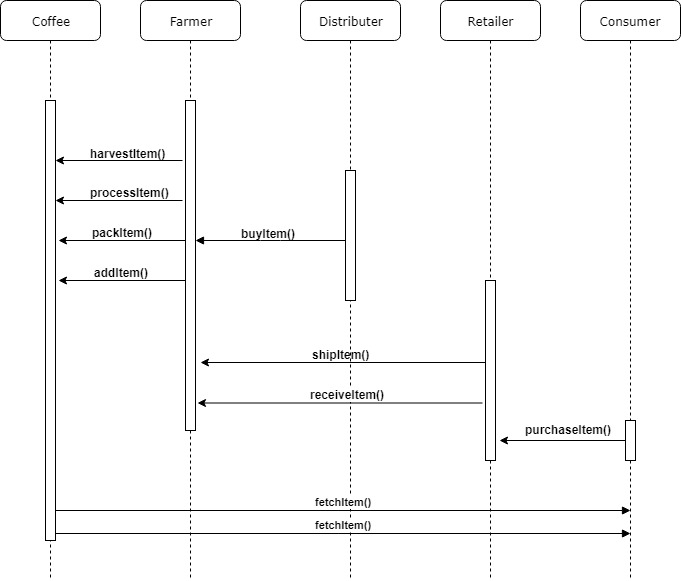 Coffee
Farmer
Distributer
Retailer
Consumer
harvestItem()
processItem()
packItem()
buyItem()
addItem()
shipItem()
receiveItem()
purchaseItem()
fetchItem()
fetchItem()